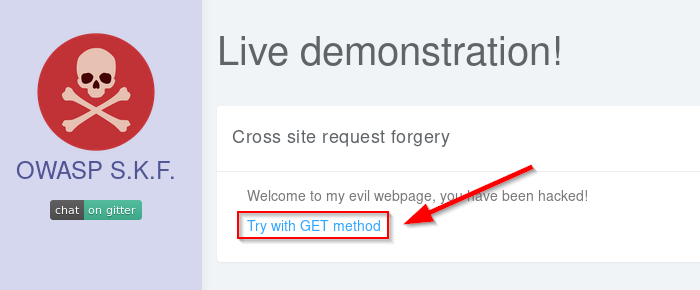 Live demonstration!
OWASP S.K.F.
chat on gitter
Cross site request forgery
Welcome to my evil webpage, you have been hacked!
Try with GET method